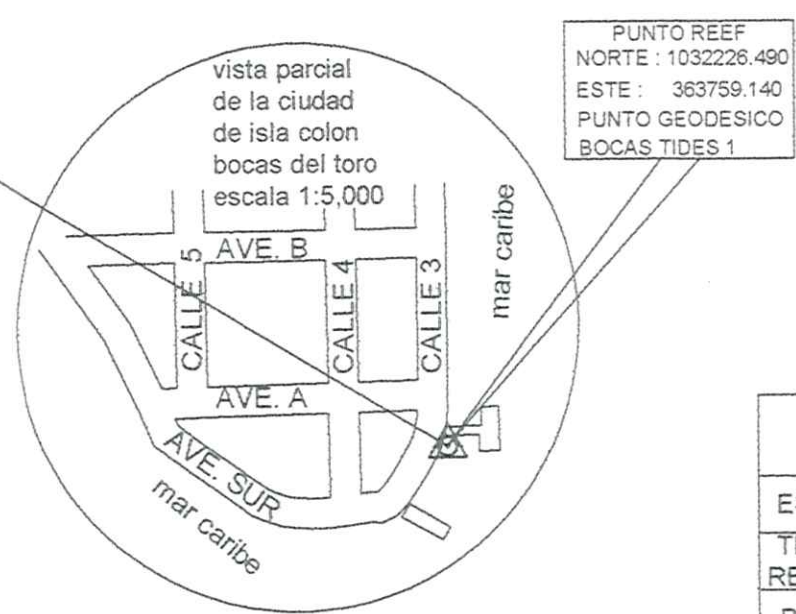 PUNTO REEF
NORTE : 1032226.490
ESTE : 363759.140
PUNTO GEODESICO
BOCAS TIDES 1
vista parcial
de la ciudad
de isla colon
bocas del toro
escala 1:5,000
mar caribe
AVE. B
CALLE 5
CALLE 4
CALLE 3
AVE. A
AVE. SUR
mar caribe